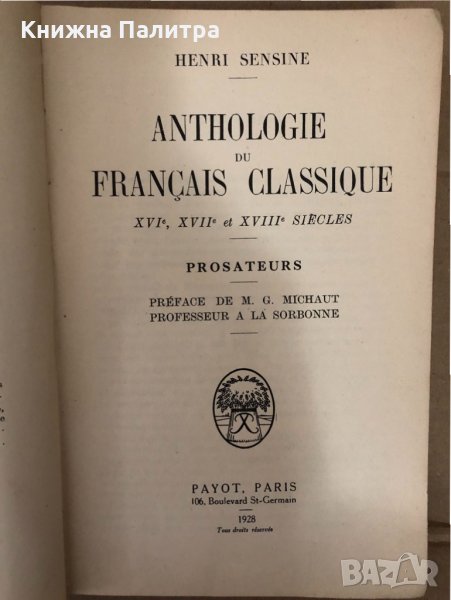 Книжна Палитра
HENRI SENSINE
ANTHOLOGIE
DU
FRANÇAIS CLASSIQUE
XVIᵉ, XVIIᵉ et XVIIIᵉ SIÈCLES
PROSATEURS
PRÉFACE DE M. G. MICHAUT
PROFESSEUR A LA SORBONNE
PAYOT, PARIS
106, Boulevard St-Germain
1928
Tous droits réservés
BAZAR